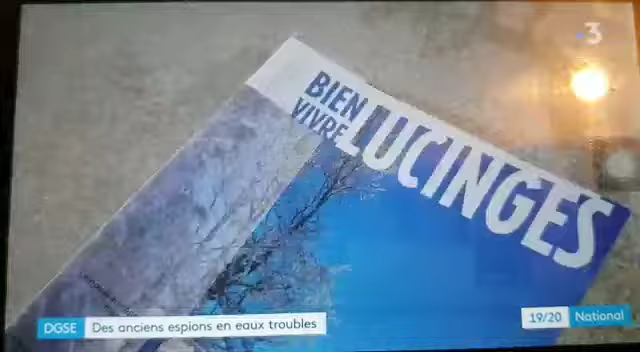 3
BIEN
VIVRE
LUCINGES
DGSE Des anciens espions en eaux troubles
19/20 National